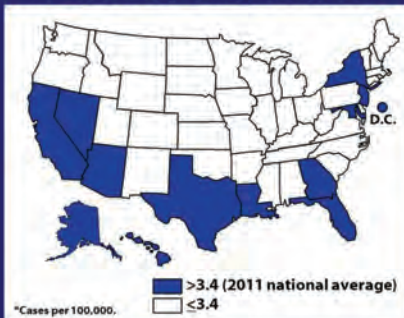 D.C.
>3.4 (2011 national average)
≤3.4
*Cases per 100,000.